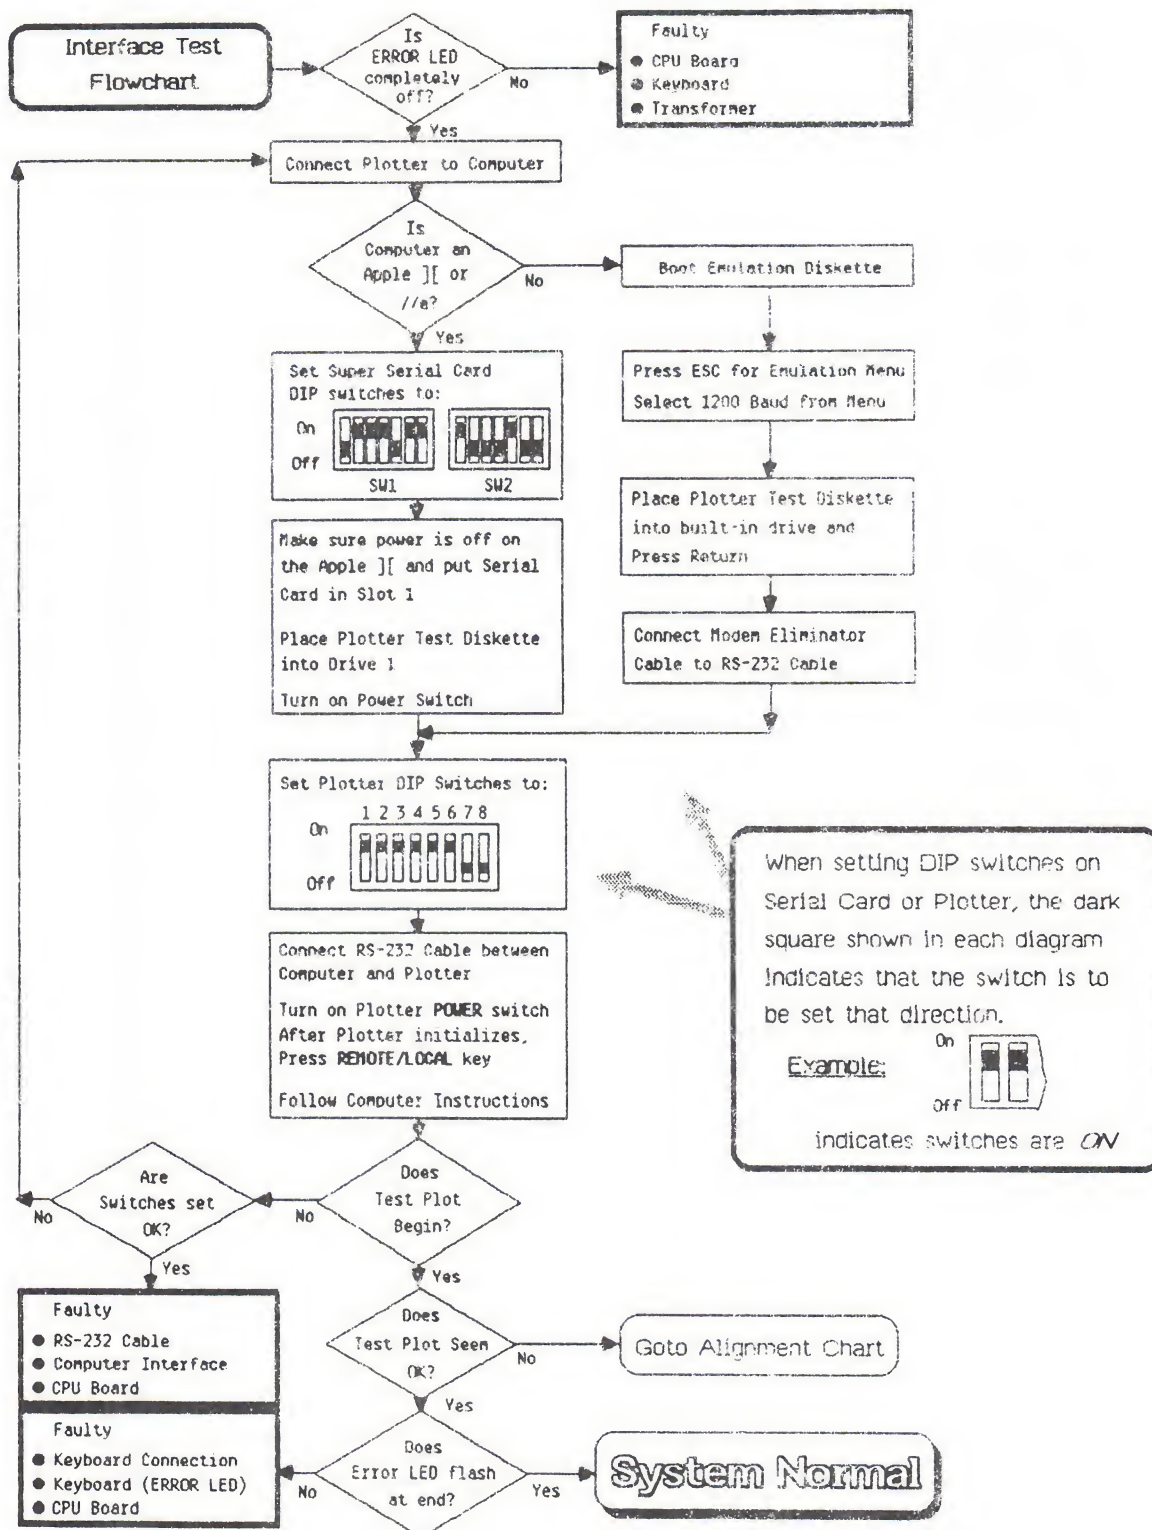 Interface Test
Flowchart
Is
ERROR LED
completely
off?
No
Yes
Faulty
● CPU Board
● Keyboard
● Transformer
Connect Plotter to Computer
Is
Computer an
Apple ][ or
//e?
No
Yes
Boot Emulation Diskette
Set Super Serial Card
DIP switches to:
On
Off
SW1
SW2
Press ESC for Emulation Menu
Select 1200 Baud from Menu
Make sure power is off on
the Apple ][ and put Serial
Card in Slot 1
Place Plotter Test Diskette
into Drive 1
Turn on Power Switch
Place Plotter Test Diskette
into built-in drive and
Press Return
Connect Modem Eliminator
Cable to RS-232 Cable
Set Plotter DIP Switches to:
1 2 3 4 5 6 7 8
On
Off
When setting DIP switches on
Serial Card or Plotter, the dark
square shown in each diagram
indicates that the switch is to
be set that direction.
Example:
On
Off
indicates switches are ON
Connect RS-232 Cable between
Computer and Plotter
Turn on Plotter POWER switch
After Plotter initializes,
Press REMOTE/LOCAL key
Follow Computer Instructions
Does
Test Plot
Begin?
No
Yes
Are
Switches set
OK?
No
Yes
Faulty
● RS-232 Cable
● Computer Interface
● CPU Board
Does
Test Plot Seem
OK?
No
Yes
Goto Alignment Chart
Does
Error LED flash
at end?
No
Yes
Faulty
● Keyboard Connection
● Keyboard (ERROR LED)
● CPU Board
System Normal